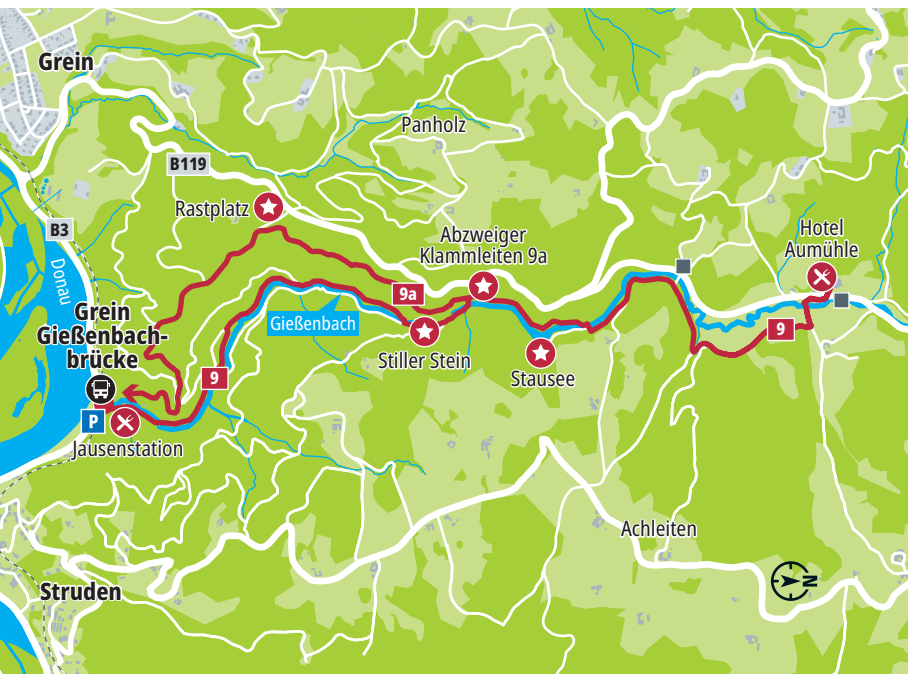 Grein
Panholz
B119
Rastplatz
B3
Donau
Abzweiger
Klammleiten 9a
Hotel
Aumühle
9a
Grein
Gießenbach-
brücke
Gießenbach
9
Stiller Stein
Stausee
9
P
Jausenstation
Achleiten
N
Struden